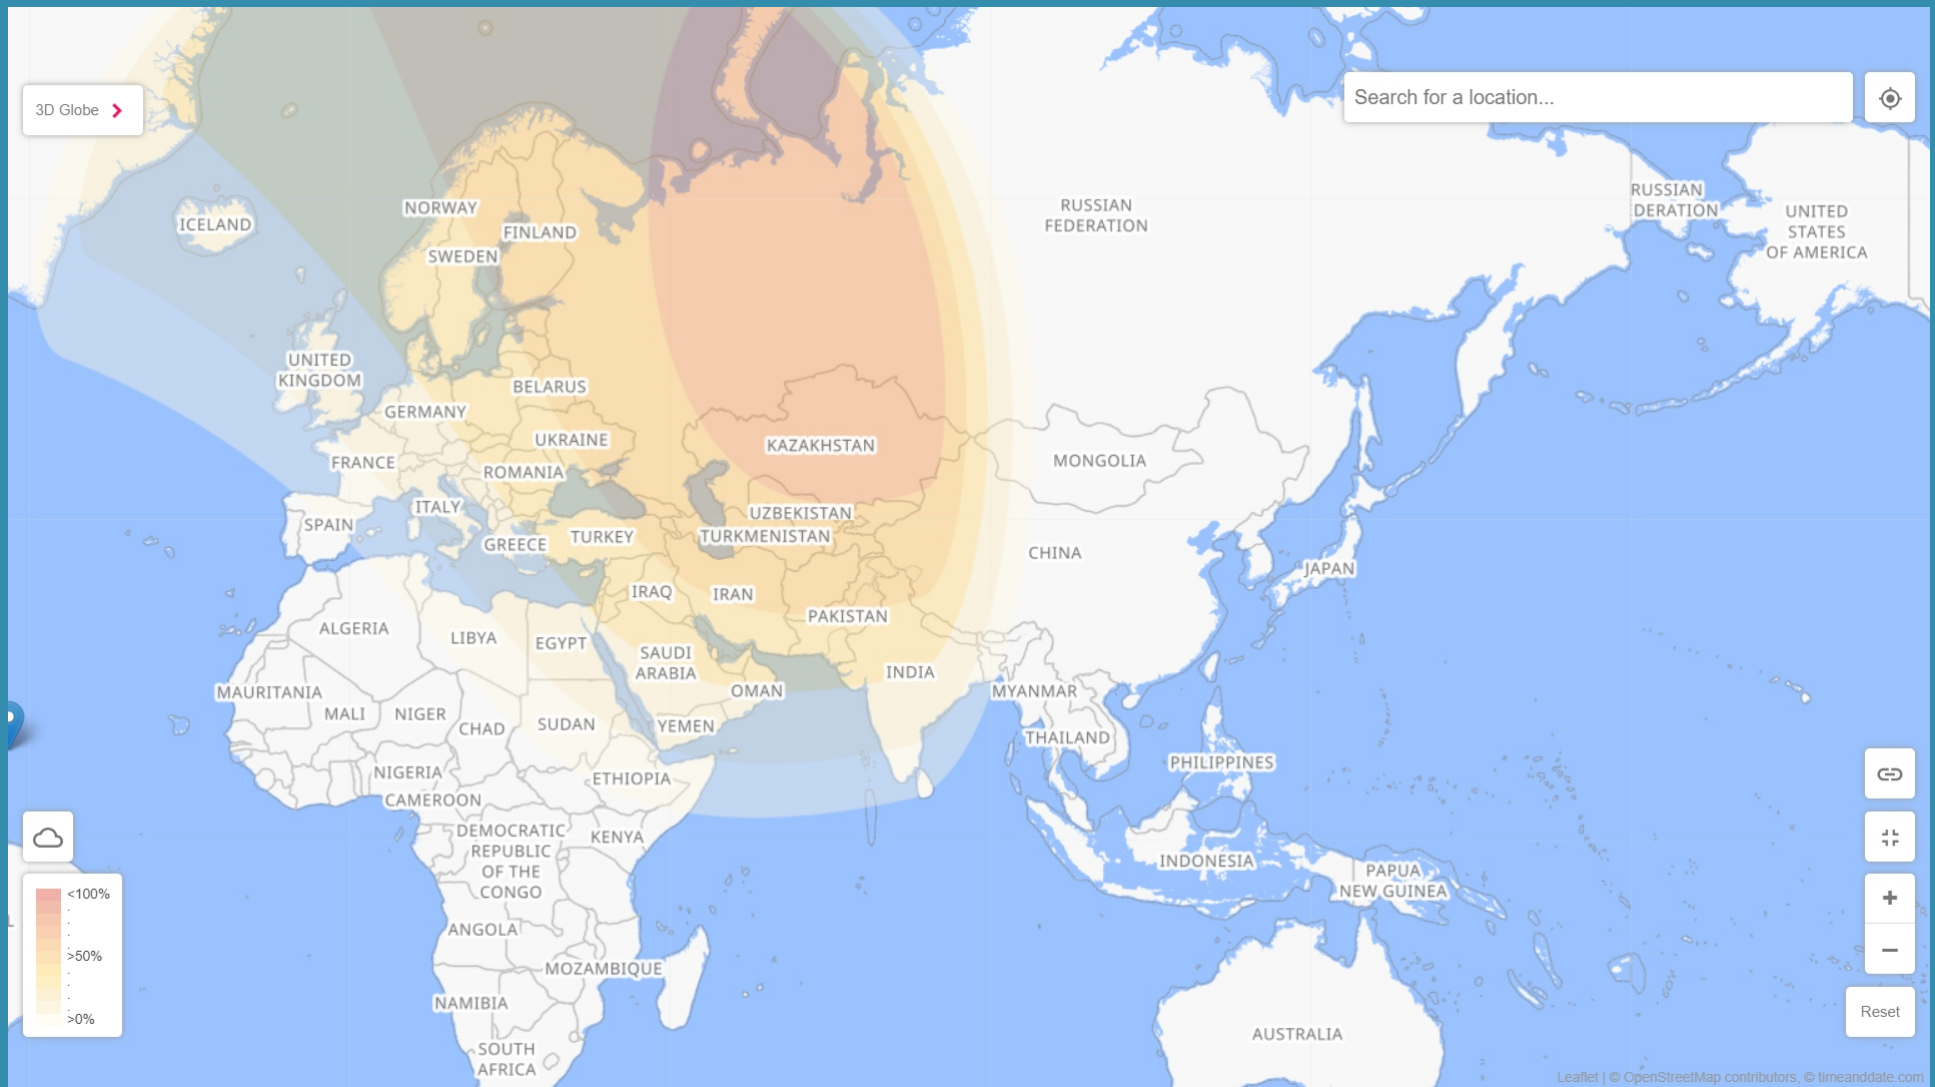 3D Globe
Search for a location...
ICELAND
NORWAY
FINLAND
SWEDEN
RUSSIAN
FEDERATION
RUSSIAN
DERATION
UNITED
STATES
OF AMERICA
UNITED
KINGDOM
BELARUS
GERMANY
UKRAINE
FRANCE
ROMANIA
KAZAKHSTAN
MONGOLIA
ITALY
SPAIN
GREECE
TURKEY
UZBEKISTAN
TURKMENISTAN
CHINA
JAPAN
IRAQ
IRAN
PAKISTAN
ALGERIA
LIBYA
EGYPT
SAUDI
ARABIA
OMAN
INDIA
MYANMAR
MAURITANIA
MALI
NIGER
CHAD
SUDAN
YEMEN
THAILAND
PHILIPPINES
NIGERIA
ETHIOPIA
CAMEROON
DEMOCRATIC
REPUBLIC
OF THE
CONGO
KENYA
INDONESIA
PAPUA
NEW GUINEA
ANGOLA
MOZAMBIQUE
NAMIBIA
SOUTH
AFRICA
AUSTRALIA
<100%
>50%
>0%
Reset
Leaflet | © OpenStreetMap contributors, © timeanddate.com